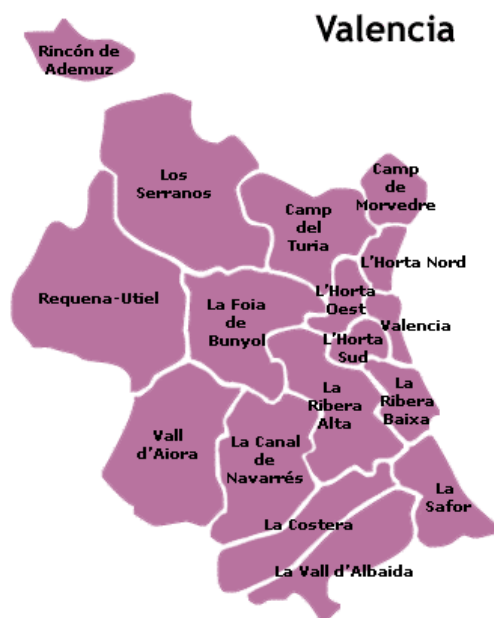 Valencia
Rincón de
Ademuz
Los
Serranos
Camp
de
Morvedre
Camp
del
Turia
L'Horta Nord
Requena-Utiel
La Foia
de
Bunyol
L'Horta
Oest
Valencia
L'Horta
Sud
La
Ribera
Alta
La
Ribera
Baixa
Vall
d'Aiora
La Canal
de
Navarrés
La
Safor
La Costera
La Vall d'Albaida